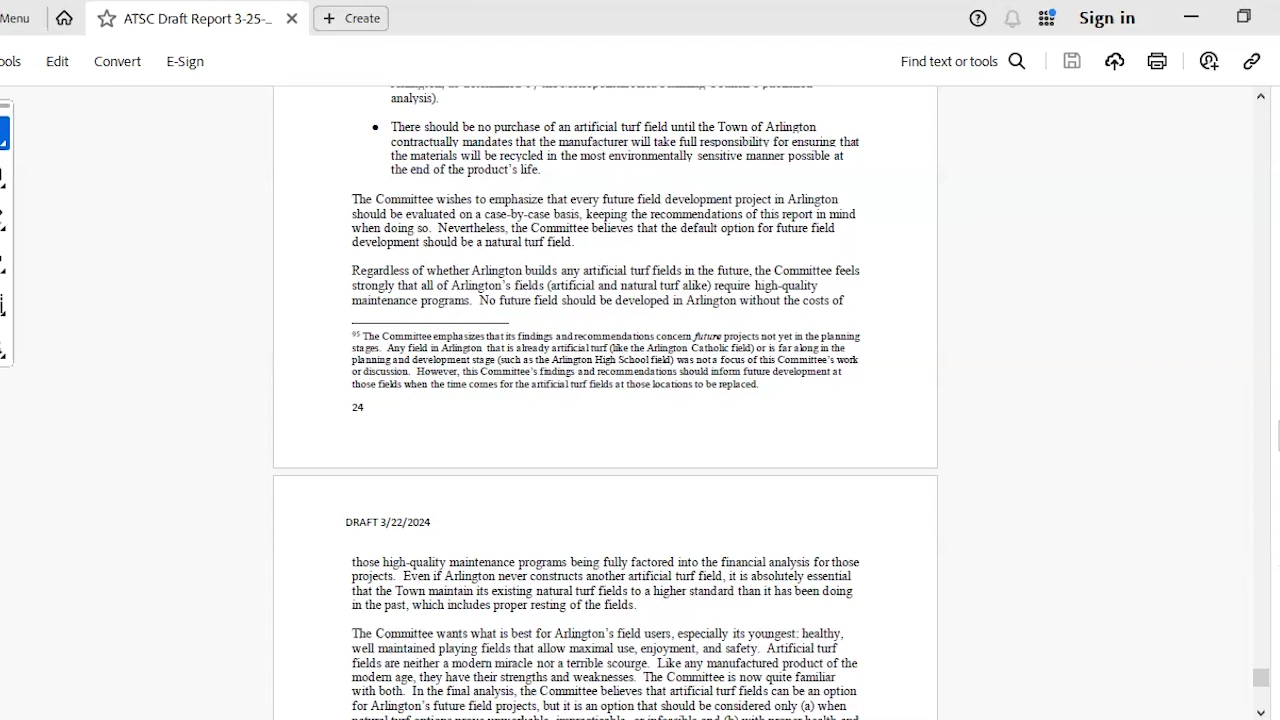 Menu
ATSC Draft Report 3-25-_
Create
Sign in
ols
Edit
Convert
E-Sign
Find text or tools
analysis).
• There should be no purchase of an artificial turf field until the Town of Arlington
contractually mandates that the manufacturer will take full responsibility for ensuring that
the materials will be recycled in the most environmentally sensitive manner possible at
the end of the product's life.
The Committee wishes to emphasize that every future field development project in Arlington
should be evaluated on a case-by-case basis, keeping the recommendations of this report in mind
when doing so. Nevertheless, the Committee believes that the default option for future field
development should be a natural turf field.
Regardless of whether Arlington builds any artificial turf fields in the future, the Committee feels
strongly that all of Arlington's fields (artificial and natural turf alike) require high-quality
maintenance programs. No future field should be developed in Arlington without the costs of
95 The Committee emphasizes that its findings and recommendations concern future projects not yet in the planning
stages. Any field in Arlington that is already artificial turf (like the Arlington Catholic field) or is far along in the
planning and development stage (such as the Arlington High School field) was not a focus of this Committee's work
or discussion. However, this Committee's findings and recommendations should inform future development at
those fields when the time comes for the artificial turf fields at those locations to be replaced.
24
DRAFT 3/22/2024
those high-quality maintenance programs being fully factored into the financial analysis for those
projects. Even if Arlington never constructs another artificial turf field, it is absolutely essential
that the Town maintain its existing natural turf fields to a higher standard than it has been doing
in the past, which includes proper resting of the fields.
The Committee wants what is best for Arlington's field users, especially its youngest: healthy,
well maintained playing fields that allow maximal use, enjoyment, and safety. Artificial turf
fields are neither a modern miracle nor a terrible scourge. Like any manufactured product of the
modern age, they have their strengths and weaknesses. The Committee is now quite familiar
with both. In the final analysis, the Committee believes that artificial turf fields can be an option
for Arlington's future field projects, but it is an option that should be considered only (a) when